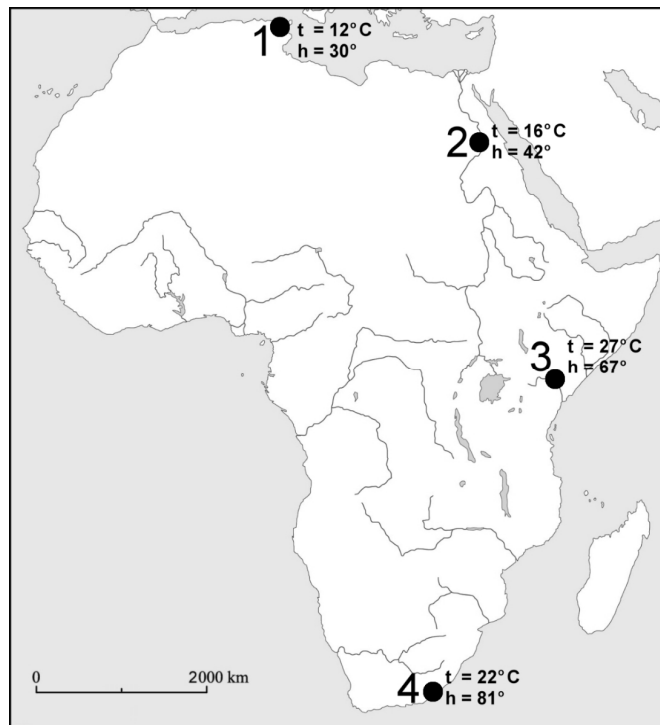 1
t = 12°C
h = 30°
2
t = 16°C
h = 42°
3
t = 27°C
h = 67°
4
t = 22°C
h = 81°
0 2000 km